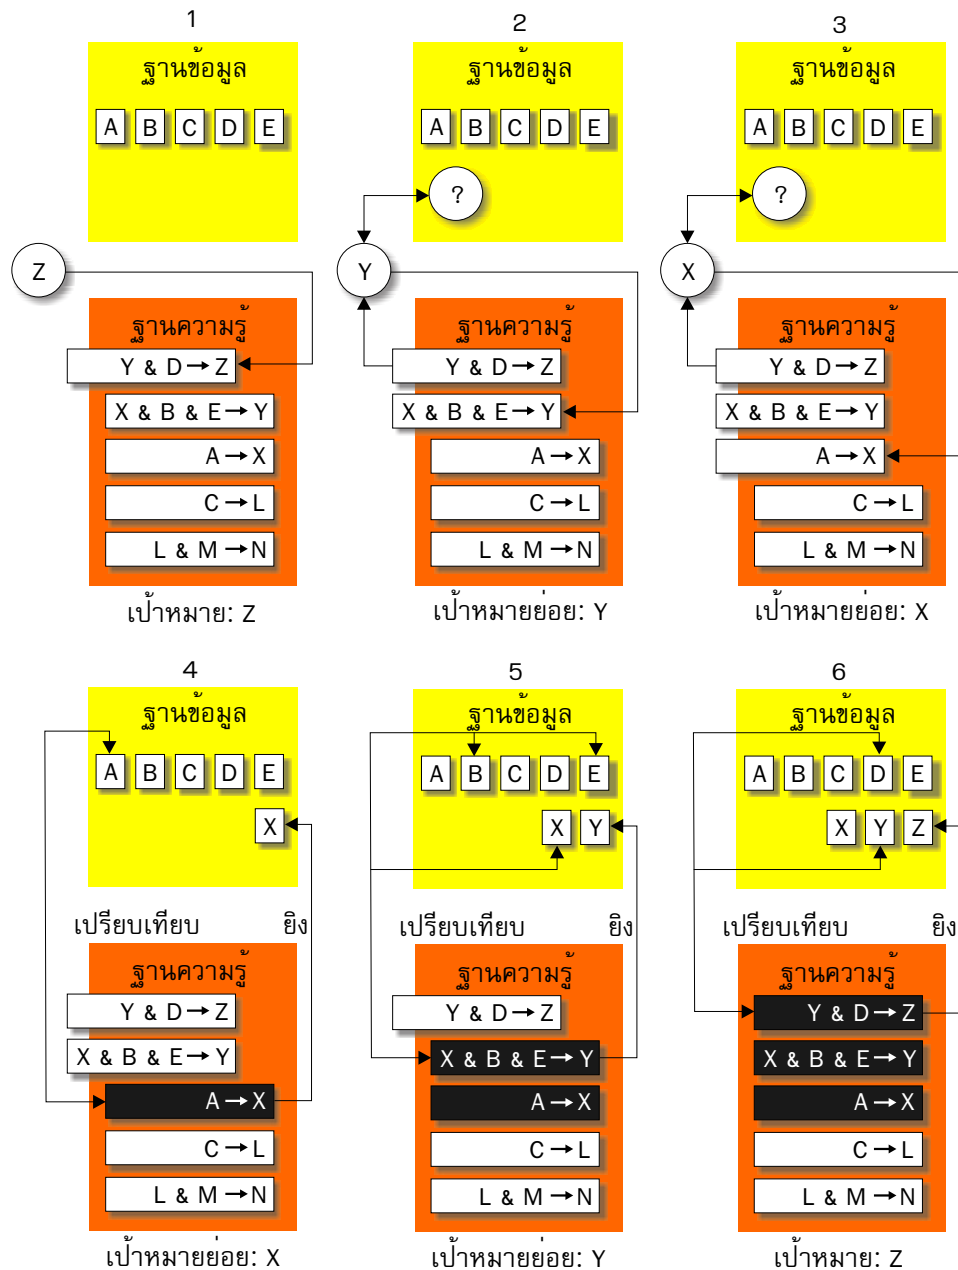 1
ฐานข้อมูล
A B C D E
Z
ฐานความรู้
Y & D → Z
X & B & E → Y
A → X
C → L
L & M → N
เป้าหมาย: Z
2
ฐานข้อมูล
A B C D E
?
Y
ฐานความรู้
Y & D → Z
X & B & E → Y
A → X
C → L
L & M → N
เป้าหมายย่อย: Y
3
ฐานข้อมูล
A B C D E
?
X
ฐานความรู้
Y & D → Z
X & B & E → Y
A → X
C → L
L & M → N
เป้าหมายย่อย: X
4
ฐานข้อมูล
A B C D E
X
เปรียบเทียบ ยิง
ฐานความรู้
Y & D → Z
X & B & E → Y
A → X
C → L
L & M → N
เป้าหมายย่อย: X
5
ฐานข้อมูล
A B C D E
X Y
เปรียบเทียบ ยิง
ฐานความรู้
Y & D → Z
X & B & E → Y
A → X
C → L
L & M → N
เป้าหมายย่อย: Y
6
ฐานข้อมูล
A B C D E
X Y Z
เปรียบเทียบ ยิง
ฐานความรู้
Y & D → Z
X & B & E → Y
A → X
C → L
L & M → N
เป้าหมาย: Z